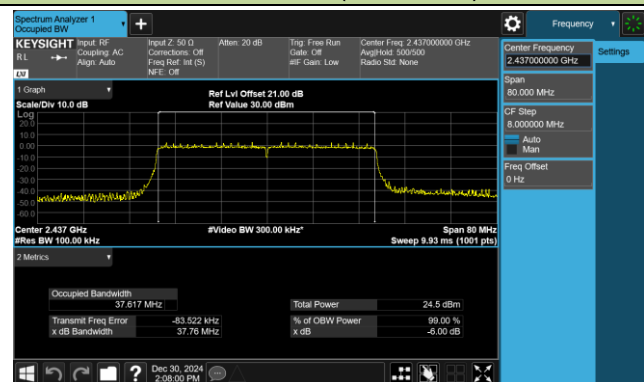 Spectrum Analyzer 1
Occupied BW
Frequency
KEYSIGHT
RL
LXI
Input: RF
Coupling: AC
Align: Auto
Input Z: 50 Ω
Corrections: Off
Freq Ref: Int (S)
NFE: Off
Atten: 20 dB
Trig: Free Run
Gate: Off
#IF Gain: Low
Center Freq: 2.437000000 GHz
Avg|Hold: 500/500
Radio Std: None
Center Frequency
2.437000000 GHz
Settings
Span
80.000 MHz
CF Step
8.000000 MHz
Auto
Man
Freq Offset
0 Hz
1 Graph
Scale/Div 10.0 dB
Ref Lvl Offset 21.00 dB
Ref Value 30.00 dBm
Log
20.0
10.0
0.00
-10.0
-20.0
-30.0
-40.0
-50.0
-60.0
Center 2.437 GHz
#Res BW 100.00 kHz
#Video BW 300.00 kHz*
Span 80 MHz
Sweep 9.93 ms (1001 pts)
2 Metrics
Occupied Bandwidth
37.617 MHz
Total Power 24.5 dBm
Transmit Freq Error -83.522 kHz
% of OBW Power 99.00 %
x dB Bandwidth 37.76 MHz
x dB -6.00 dB
?
Dec 30, 2024
2:08:00 PM